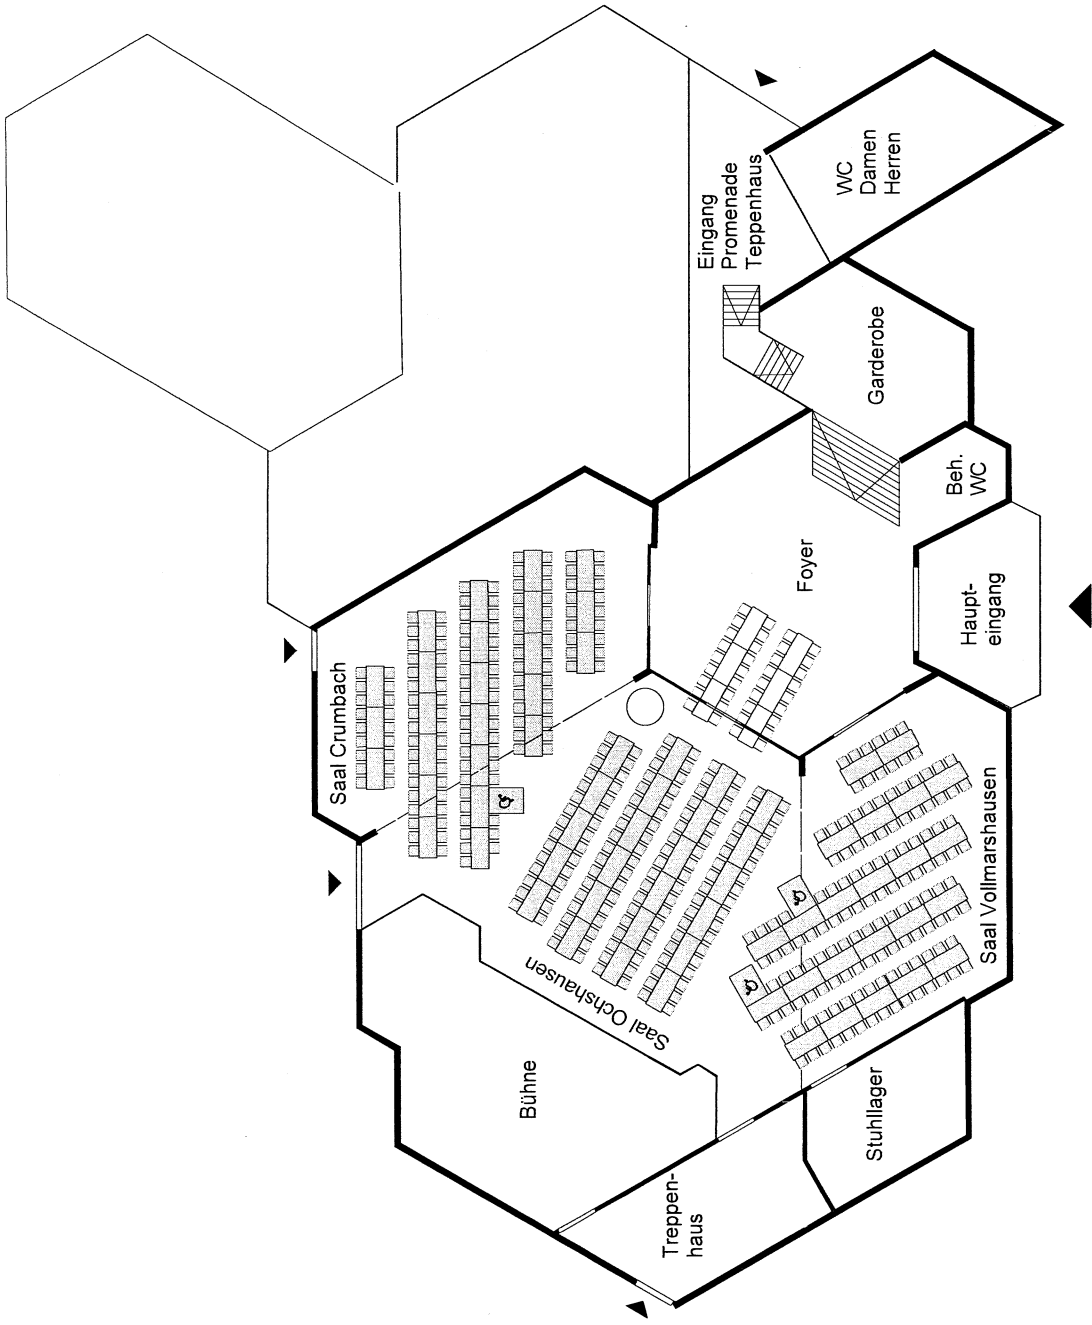 Saal Crumbach
Saal Ochshausen
Saal Vollmarshausen
Bühne
Treppen-
haus
Stuhllager
Foyer
Haupt-
eingang
Beh.
WC
Garderobe
Eingang
Promenade
Teppenhaus
WC
Damen
Herren